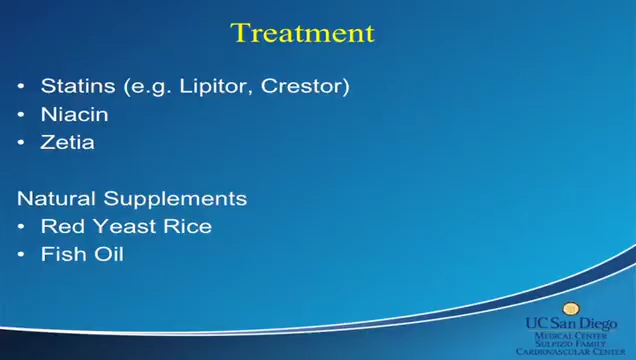 Treatment
• Statins (e.g. Lipitor, Crestor)
• Niacin
• Zetia
Natural Supplements
• Red Yeast Rice
• Fish Oil
UC San Diego
MEDICAL CENTER
SULPIZIO FAMILY
CARDIOVASCULAR CENTER